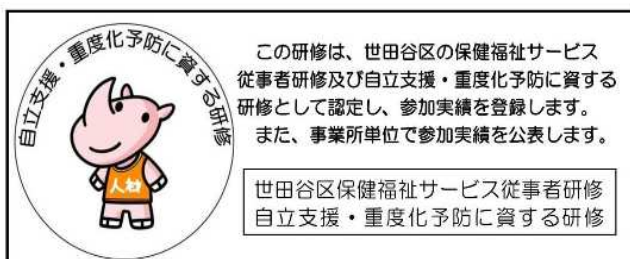 自立支援・重度化予防に資する研修
人材
この研修は、世田谷区の保健福祉サービス
従事者研修及び自立支援・重度化予防に資する
研修として認定し、参加実績を登録します。
また、事業所単位で参加実績を公表します。
世田谷区保健福祉サービス従事者研修
自立支援・重度化予防に資する研修